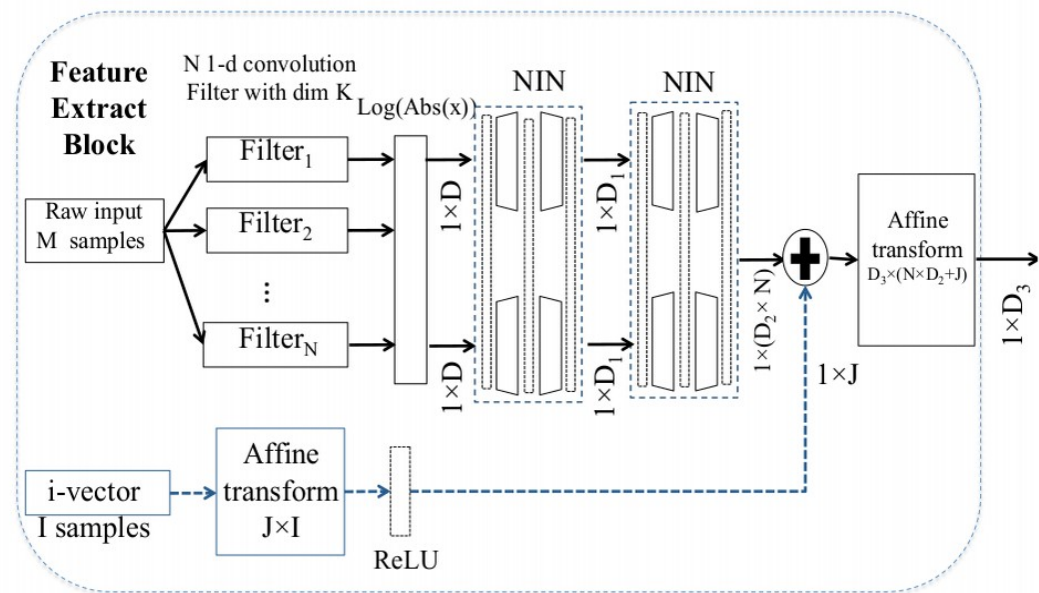 Feature
Extract
Block
N 1-d convolution
Filter with dim K
Log(Abs(x))
NIN
NIN
Raw input
M samples
Filter₁
Filter₂
⋮
Filter_N
1×D
1×D
1×D₁
1×D₁
1×(D₂× N)
+
Affine
transform
D₃×(N×D₂+J)
1×D₃
1×J
i-vector
I samples
Affine
transform
J×I
ReLU